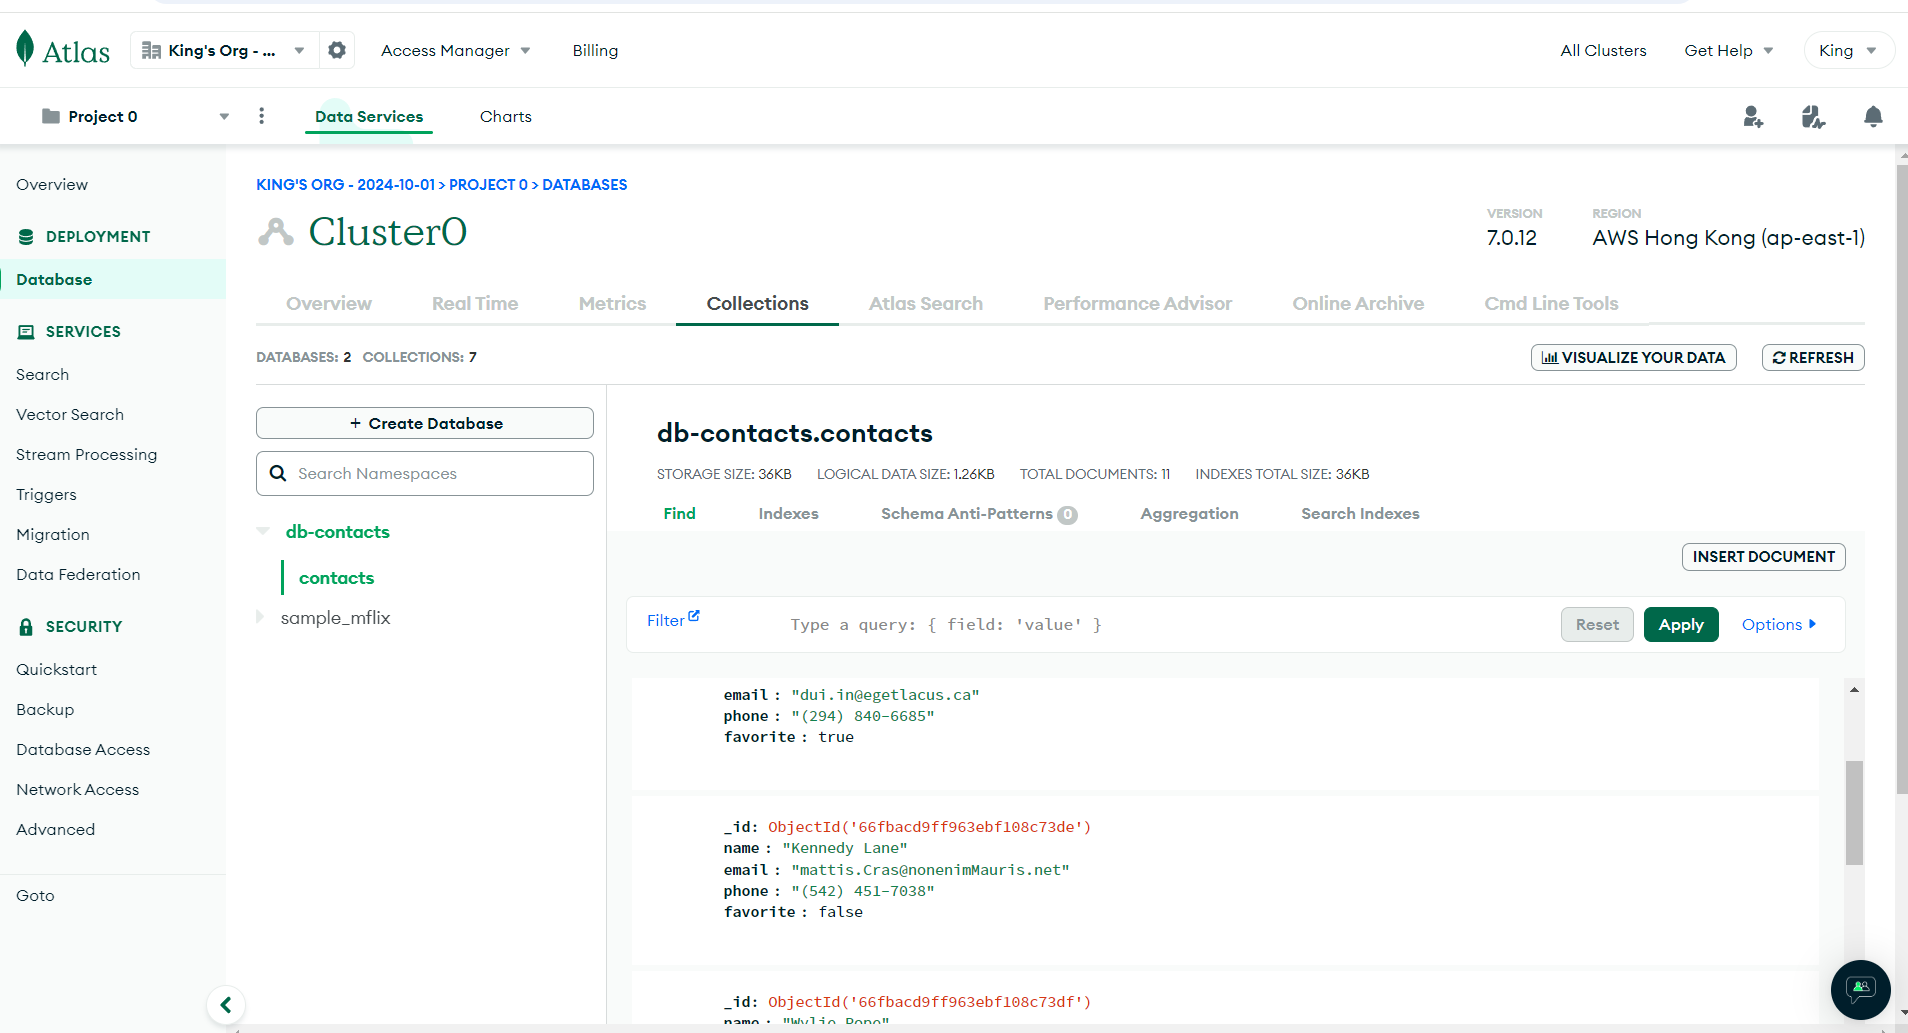 Atlas
King's Org - ...
Access Manager
Billing
All Clusters
Get Help
King
Project 0
Data Services
Charts
Overview
DEPLOYMENT
Database
SERVICES
Search
Vector Search
Stream Processing
Triggers
Migration
Data Federation
SECURITY
Quickstart
Backup
Database Access
Network Access
Advanced
Goto
KING'S ORG - 2024-10-01 > PROJECT 0 > DATABASES
Cluster0
VERSION
7.0.12
REGION
AWS Hong Kong (ap-east-1)
Overview
Real Time
Metrics
Collections
Atlas Search
Performance Advisor
Online Archive
Cmd Line Tools
DATABASES: 2 COLLECTIONS: 7
VISUALIZE YOUR DATA
REFRESH
+ Create Database
Search Namespaces
db-contacts
contacts
sample_mflix
db-contacts.contacts
STORAGE SIZE: 36KB LOGICAL DATA SIZE: 1.26KB TOTAL DOCUMENTS: 11 INDEXES TOTAL SIZE: 36KB
Find
Indexes
Schema Anti-Patterns 0
Aggregation
Search Indexes
INSERT DOCUMENT
Filter
Type a query: { field: 'value' }
Reset
Apply
Options
email : "dui.in@egetlacus.ca"
phone : "(294) 840-6685"
favorite : true
_id: ObjectId('66fbacd9ff963ebf108c73de')
name : "Kennedy Lane"
email : "mattis.Cras@nonenimMauris.net"
phone : "(542) 451-7038"
favorite : false
_id: ObjectId('66fbacd9ff963ebf108c73df')
name : "Wylie Pope"